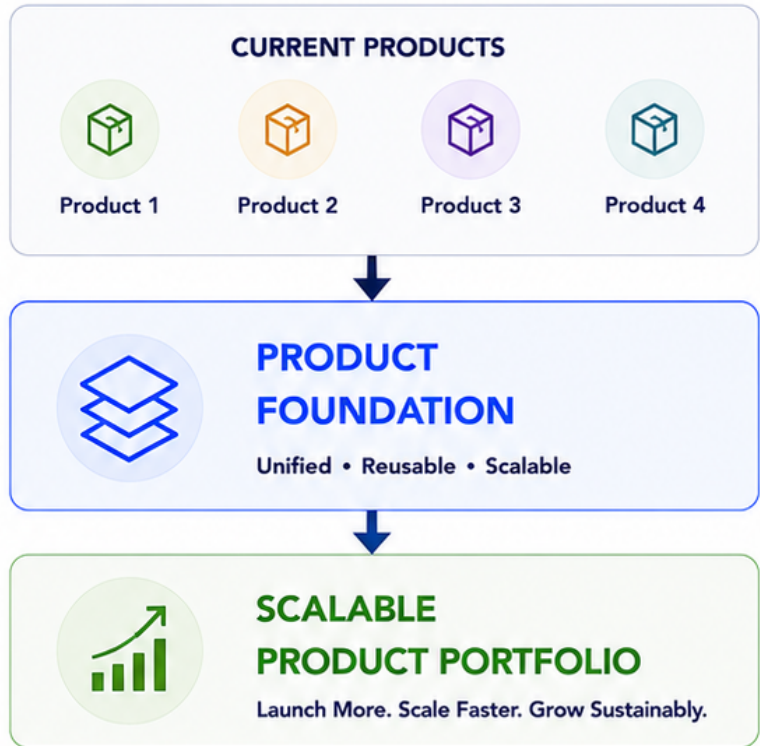 CURRENT PRODUCTS
Product 1
Product 2
Product 3
Product 4
PRODUCT
FOUNDATION
Unified • Reusable • Scalable
SCALABLE
PRODUCT PORTFOLIO
Launch More. Scale Faster. Grow Sustainably.